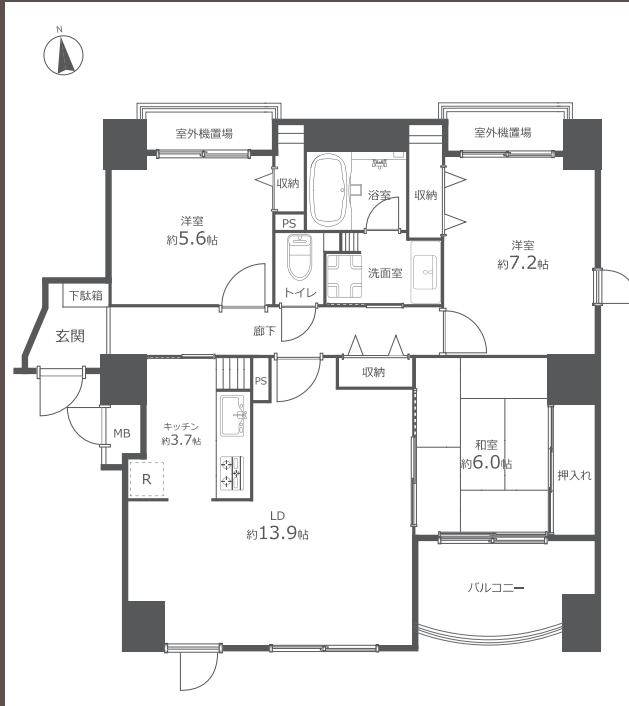 N
室外機置場
室外機置場
収納
浴室
収納
洋室
約5.6帖
PS
洋室
約7.2帖
トイレ
洗面室
下駄箱
玄関
廊下
収納
PS
キッチン
約3.7帖
MB
R
和室
約6.0帖
押入れ
LD
約13.9帖
バルコニー